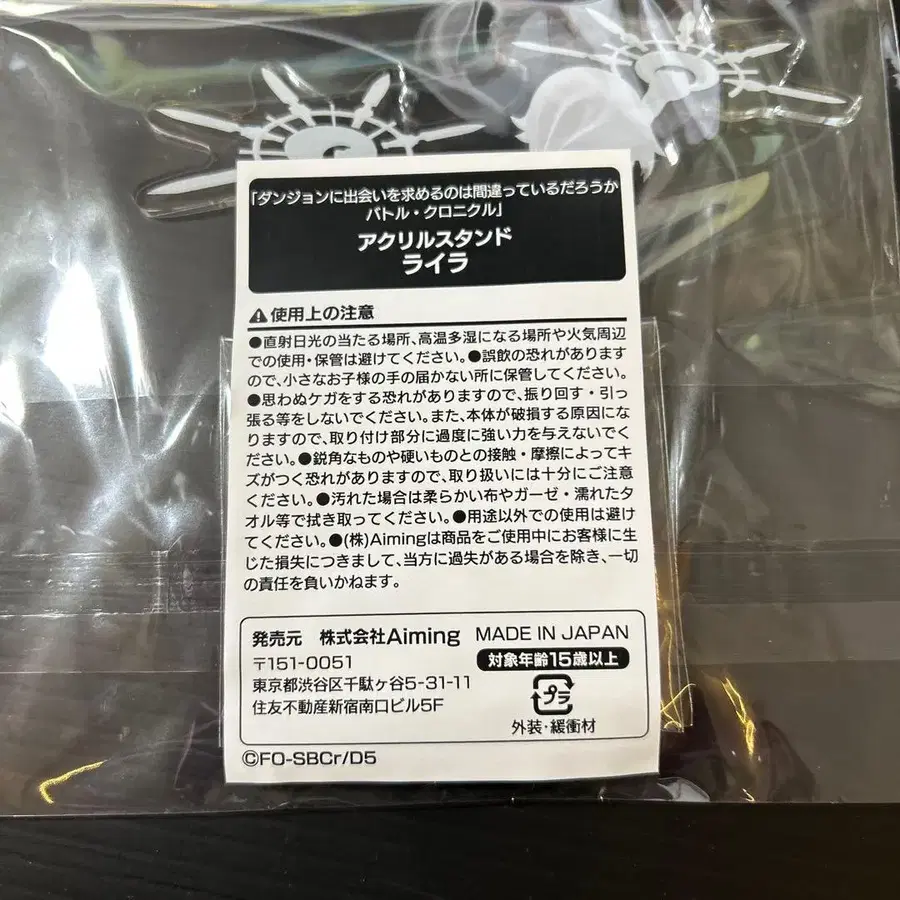 「ダンジョンに出会いを求めるのは間違っているだろうか
バトル・クロニクル」
アクリルスタンド
ライラ
使用上の注意
●直射日光の当たる場所、高温多湿になる場所や火気周辺
での使用・保管は避けてください。●誤飲の恐れがあります
ので、小さなお子様の手の届かない所に保管してください。
●思わぬケガをする恐れがありますので、振り回す・引っ
張る等をしないでください。また、本体が破損する原因にな
りますので、取り付け部分に過度に強い力を与えないでく
ださい。●鋭角なものや硬いものとの接触・摩擦によってキ
ズがつく恐れがありますので、取り扱いには十分にご注意
ください。●汚れた場合は柔らかい布やガーゼ・濡れたタ
オル等で拭き取ってください。●用途以外での使用は避け
てください。●(株)Aimingは商品をご使用中にお客様に生
じた損失につきまして、当方に過失がある場合を除き、一切
の責任を負いかねます。
発売元 株式会社Aiming MADE IN JAPAN
〒151-0051
対象年齢15歳以上
東京都渋谷区千駄ヶ谷5-31-11
住友不動産新宿南口ビル5F
プラ
外装・緩衝材
©FO-SBCr/D5